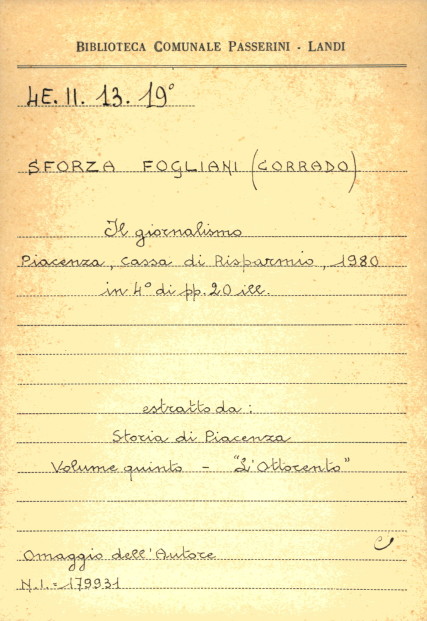 BIBLIOTECA COMUNALE PASSERINI - LANDI
4E. II. 13. 19°
SFORZA FOGLIANI (CORRADO)
Il giornalismo
Piacenza, Cassa di Risparmio, 1980
in 4° di pp. 20 ill.
estratto da:
Storia di Piacenza
Volume quinto - "L'Ottocento"
Omaggio dell'Autore
N.I. = 179931